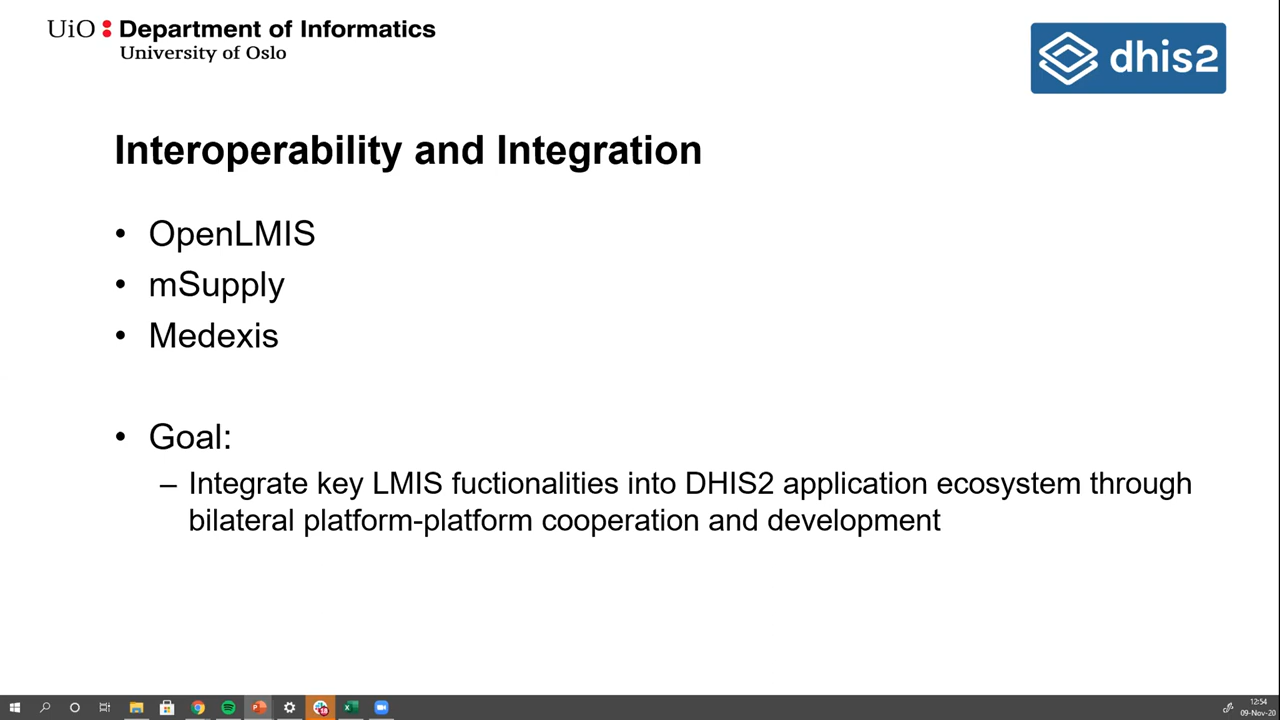 UiO Department of Informatics
University of Oslo
dhis2
Interoperability and Integration
• OpenLMIS
• mSupply
• Medexis
• Goal:
– Integrate key LMIS fuctionalities into DHIS2 application ecosystem through
bilateral platform-platform cooperation and development
12:54
09-Nov-20